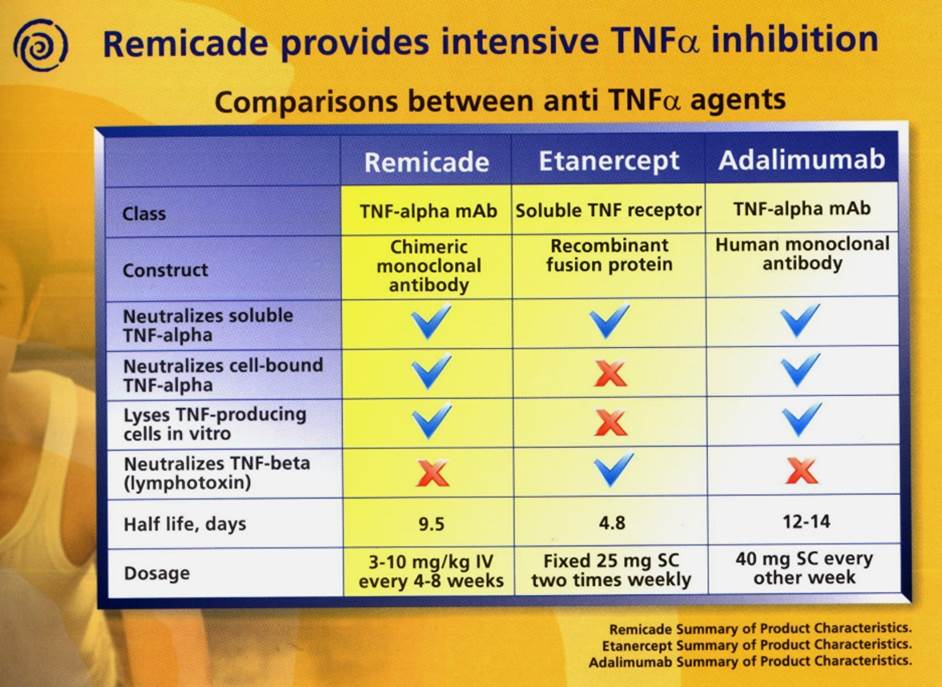 Remicade provides intensive TNFα inhibition
Comparisons between anti TNFα agents
Remicade Etanercept Adalimumab
Class TNF-alpha mAb Soluble TNF receptor TNF-alpha mAb
Construct
Chimeric
monoclonal
antibody
Recombinant
fusion protein
Human monoclonal
antibody
Neutralizes soluble
TNF-alpha
Neutralizes cell-bound
TNF-alpha
Lyses TNF-producing
cells in vitro
Neutralizes TNF-beta
(lymphotoxin)
Half life, days 9.5 4.8 12-14
Dosage
3-10 mg/kg IV
every 4-8 weeks
Fixed 25 mg SC
two times weekly
40 mg SC every
other week
Remicade Summary of Product Characteristics.
Etanercept Summary of Product Characteristics.
Adalimumab Summary of Product Characteristics.